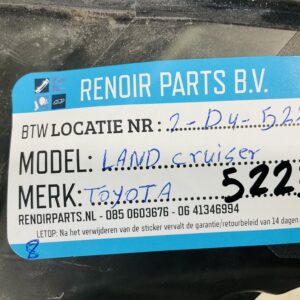 RENOIR PARTS B.V.
BTW LOCATIE NR : 2-D4-522
MODEL: LAND cruiser
MERK: TOYOTA 522
RENOIRPARTS.NL - 085 0603676 - 06 41346994
LETOP: Na het verwijderen van de sticker vervalt de garantie/retourbeleid van 14 dagen
8